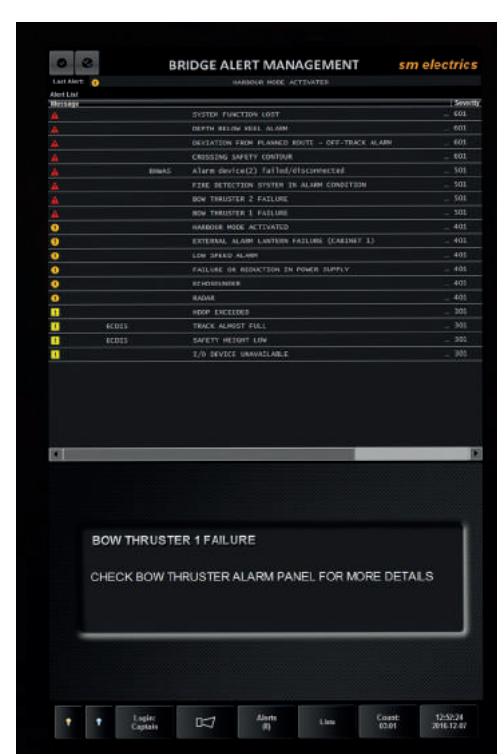 BRIDGE ALERT MANAGEMENT sm electrics
Last Alert: HARBOUR MODE ACTIVATED
Alert List
Message Severity
SYSTEM FUNCTION LOST ... 601
DEPTH BELOW KEEL ALARM ... 601
DEVIATION FROM PLANNED ROUTE - OFF-TRACK ALARM ... 601
CROSSING SAFETY CONTOUR ... 601
BNWAS Alarm device(2) failed/disconnected ... 501
FIRE DETECTION SYSTEM IN ALARM CONDITION ... 501
BOW THRUSTER 2 FAILURE ... 501
BOW THRUSTER 1 FAILURE ... 501
HARBOUR MODE ACTIVATED ... 401
EXTERNAL ALARM LANTERN FAILURE (CABINET 1) ... 401
LOW SPEED ALARM ... 401
FAILURE OR REDUCTION IN POWER SUPPLY ... 401
ECHOSOUNDER ... 401
RADAR ... 401
HDOP EXCEEDED ... 301
ECDIS TRACK ALMOST FULL ... 301
ECDIS SAFETY HEIGHT LOW ... 301
I/O DEVICE UNAVAILABLE ... 301
BOW THRUSTER 1 FAILURE
CHECK BOW THRUSTER ALARM PANEL FOR MORE DETAILS
Login: Alerts Lists Count: 12:52:24
Captain 03:01 2016-12-07